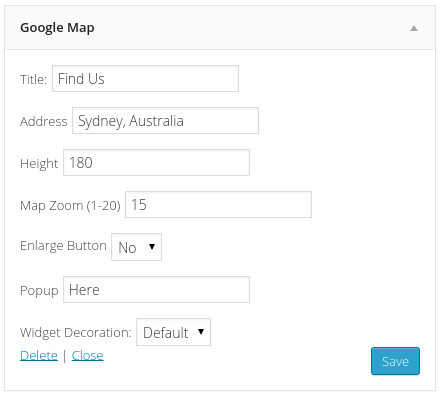 Google Map
Title: Find Us
Address Sydney, Australia
Height 180
Map Zoom (1-20) 15
Enlarge Button No
Popup Here
Widget Decoration: Default
Delete | Close
Save